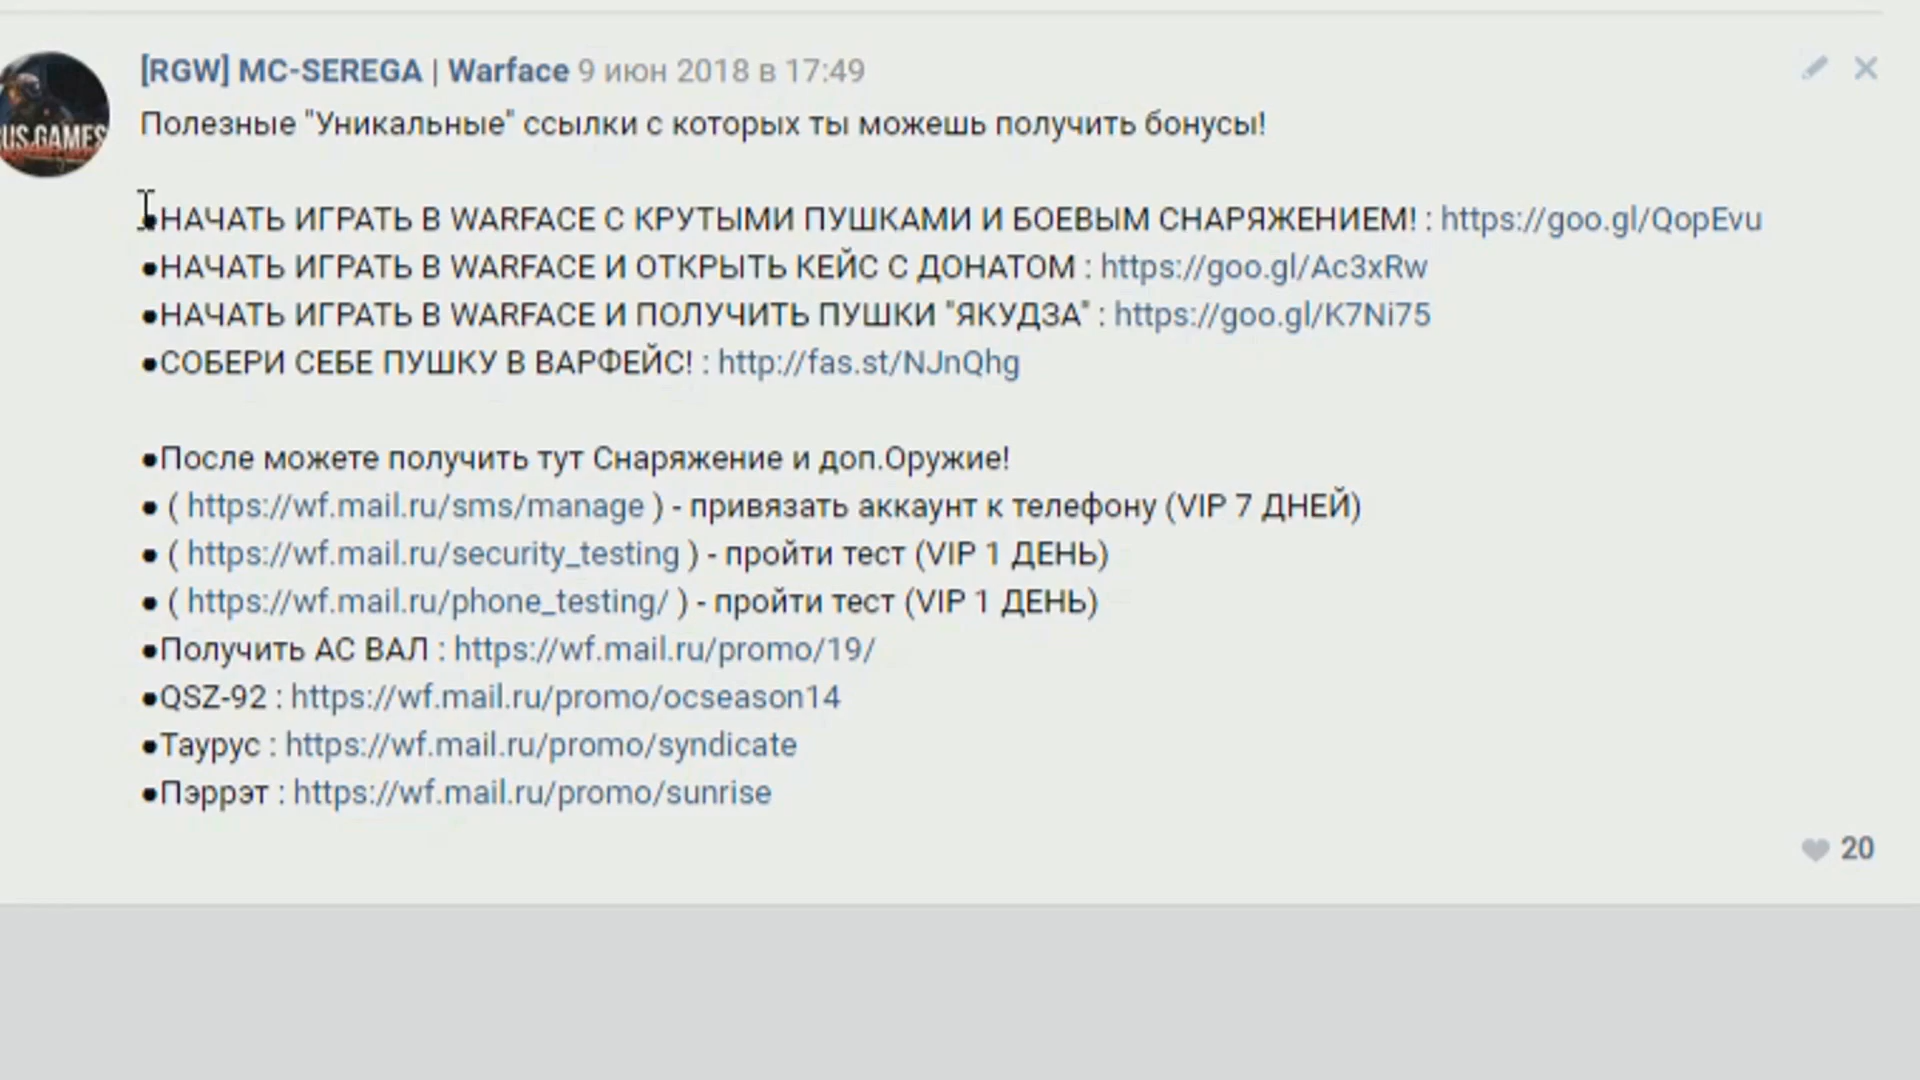 [RGW] MC-SEREGA | Warface 9 июн 2018 в 17:49
Полезные "Уникальные" ссылки с которых ты можешь получить бонусы!
●НАЧАТЬ ИГРАТЬ В WARFACE С КРУТЫМИ ПУШКАМИ И БОЕВЫМ СНАРЯЖЕНИЕМ! : https://goo.gl/QopEvu
●НАЧАТЬ ИГРАТЬ В WARFACE И ОТКРЫТЬ КЕЙС С ДОНАТОМ : https://goo.gl/Ac3xRw
●НАЧАТЬ ИГРАТЬ В WARFACE И ПОЛУЧИТЬ ПУШКИ "ЯКУДЗА" : https://goo.gl/K7Ni75
●СОБЕРИ СЕБЕ ПУШКУ В ВАРФЕЙС! : http://fas.st/NJnQhg
●После можете получить тут Снаряжение и доп.Оружие!
● ( https://wf.mail.ru/sms/manage ) - привязать аккаунт к телефону (VIP 7 ДНЕЙ)
● ( https://wf.mail.ru/security_testing ) - пройти тест (VIP 1 ДЕНЬ)
● ( https://wf.mail.ru/phone_testing/ ) - пройти тест (VIP 1 ДЕНЬ)
●Получить АС ВАЛ : https://wf.mail.ru/promo/19/
●QSZ-92 : https://wf.mail.ru/promo/ocseason14
●Таурус : https://wf.mail.ru/promo/syndicate
●Пэррэт : https://wf.mail.ru/promo/sunrise
20
US.GAMES